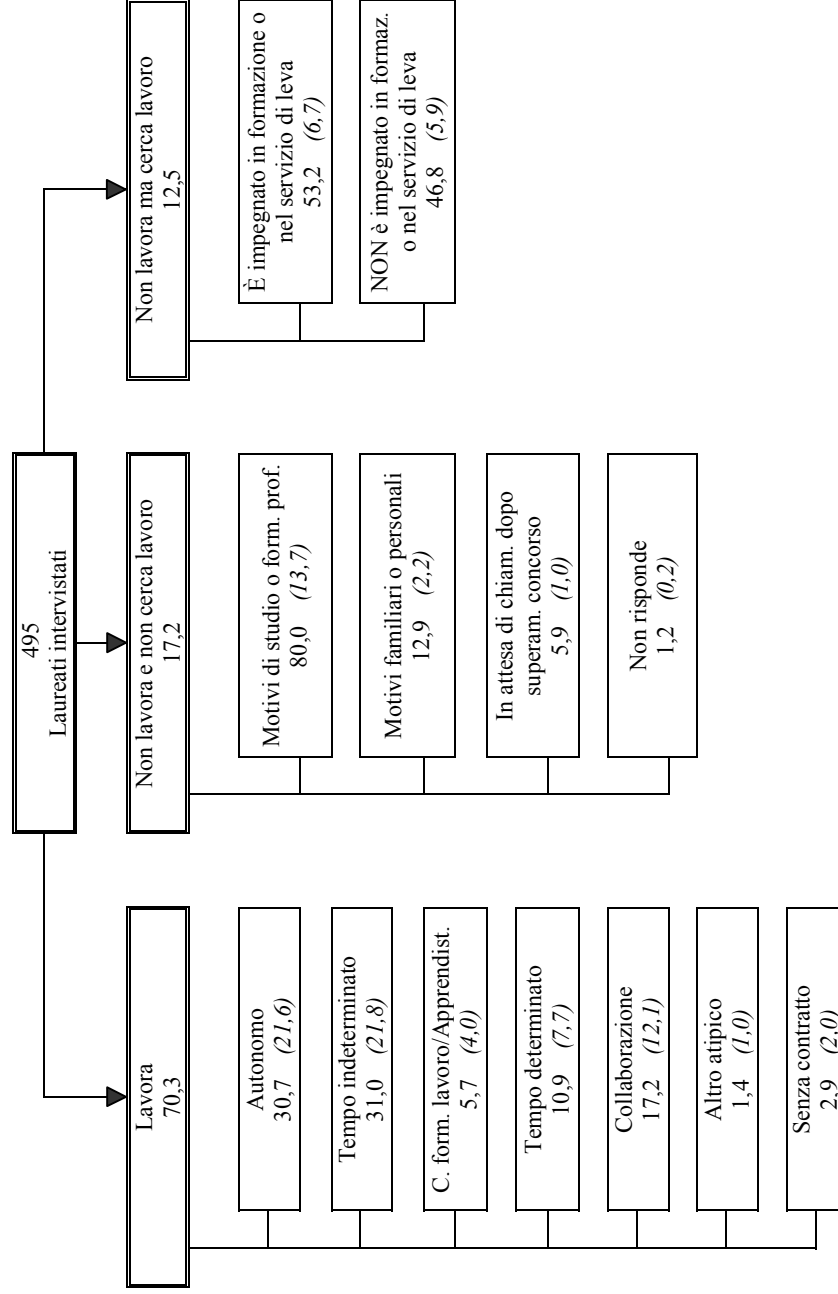 495
Laureati intervistati
Lavora
70,3
Autonomo
30,7 (21,6)
Tempo indeterminato
31,0 (21,8)
C. form. lavoro/Apprendist.
5,7 (4,0)
Tempo determinato
10,9 (7,7)
Collaborazione
17,2 (12,1)
Altro atipico
1,4 (1,0)
Senza contratto
2,9 (2,0)
Non lavora e non cerca lavoro
17,2
Motivi di studio o form. prof.
80,0 (13,7)
Motivi familiari o personali
12,9 (2,2)
In attesa di chiam. dopo
superam. concorso
5,9 (1,0)
Non risponde
1,2 (0,2)
Non lavora ma cerca lavoro
12,5
È impegnato in formazione o
nel servizio di leva
53,2 (6,7)
NON è impegnato in formaz.
o nel servizio di leva
46,8 (5,9)